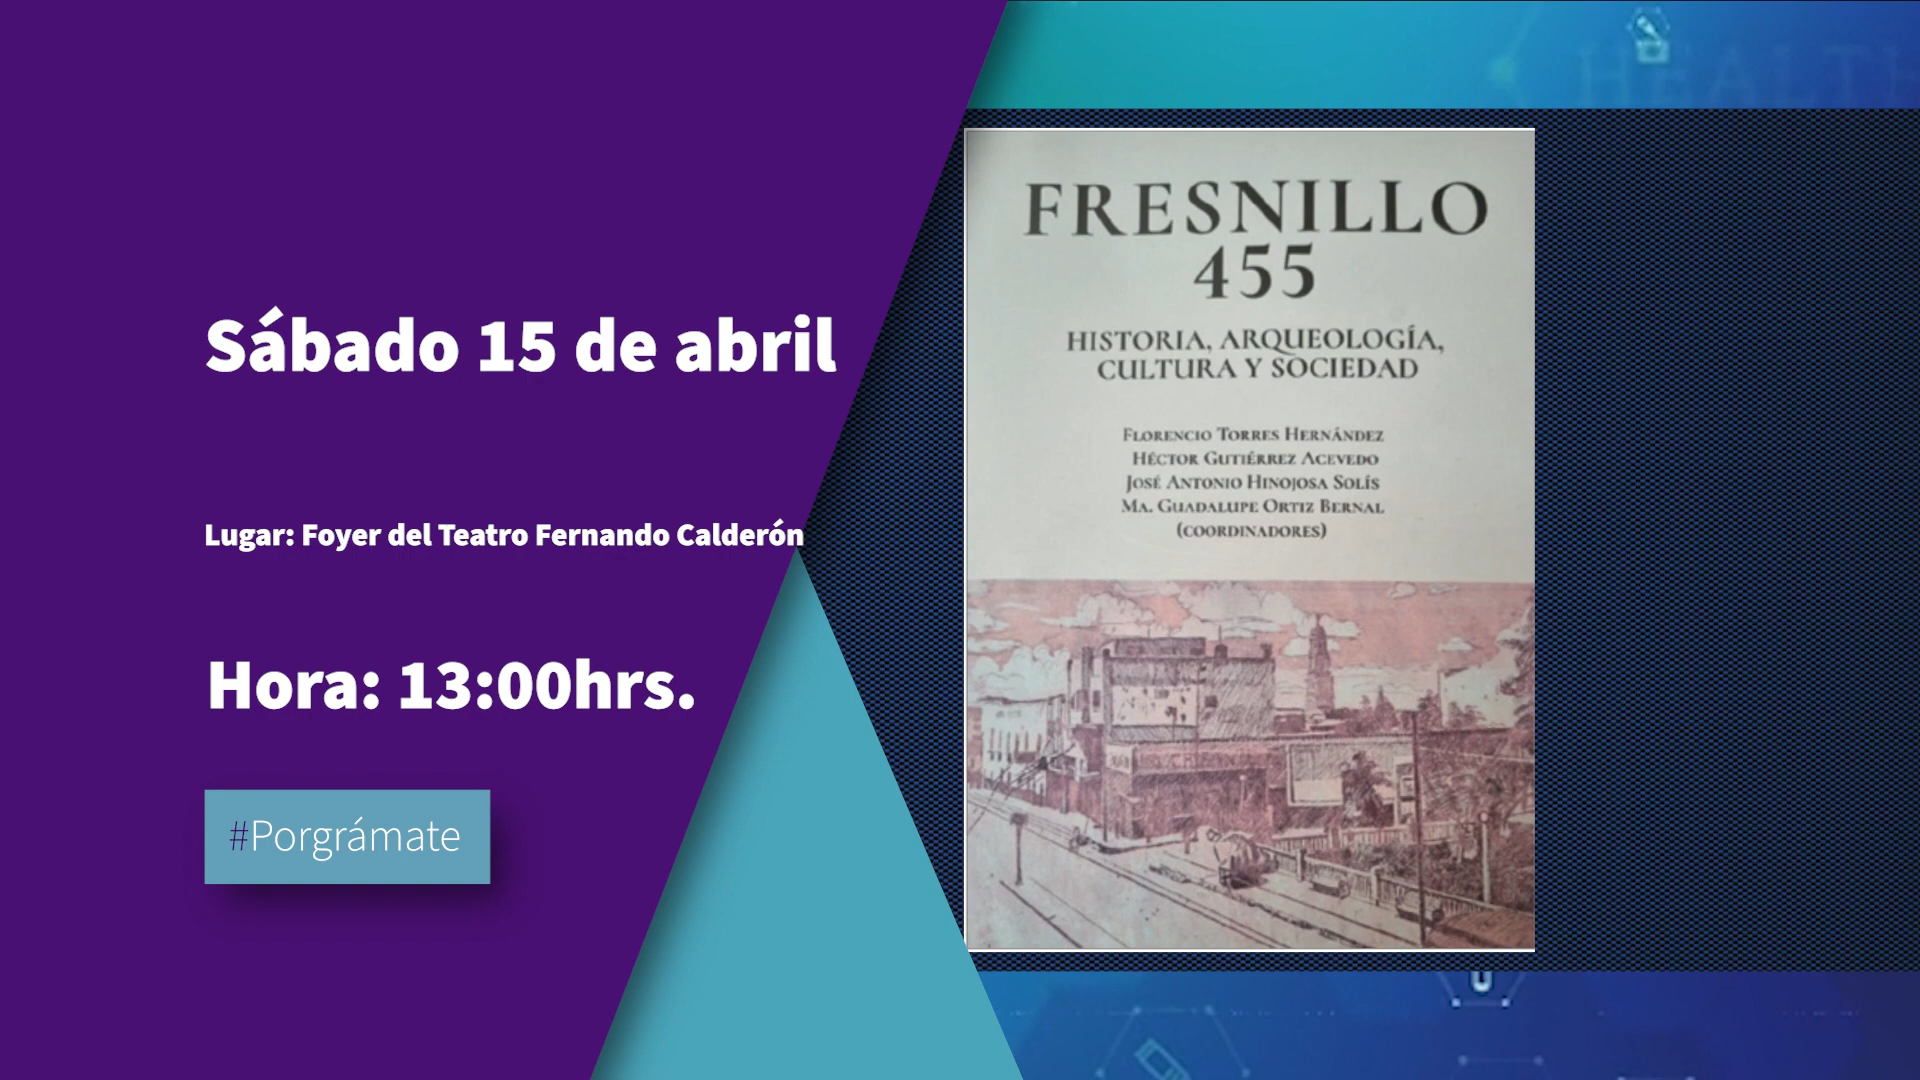 Sábado 15 de abril
Lugar: Foyer del Teatro Fernando Calderón
Hora: 13:00hrs.
#Porgrámate
HEALTH
FRESNILLO
455
HISTORIA, ARQUEOLOGÍA,
CULTURA Y SOCIEDAD
FLORENCIO TORRES HERNÁNDEZ
HÉCTOR GUTIÉRREZ ACEVEDO
JOSÉ ANTONIO HINOJOSA SOLÍS
MA. GUADALUPE ORTIZ BERNAL
(COORDINADORES)